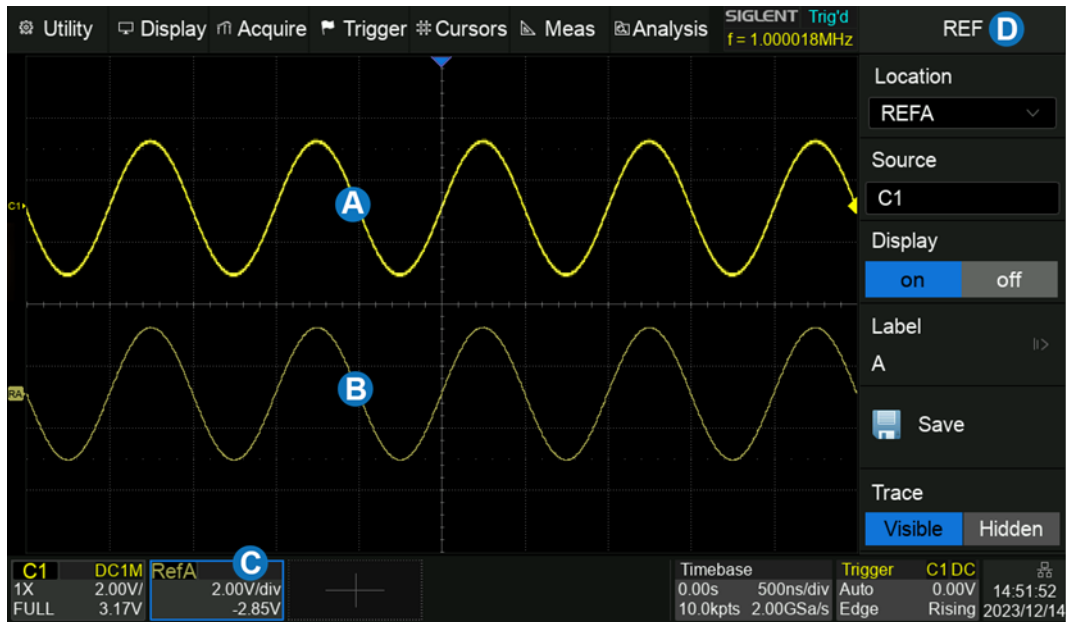 Utility Display Acquire Trigger Cursors Meas Analysis SIGLENT Trig'd
f = 1.000018MHz
REF D
Location
REFA
Source
C1
Display
on off
Label
A
Save
Trace
Visible Hidden
C1
A
RA
B
C
C1 DC1M
1X 2.00V/
FULL 3.17V
RefA
2.00V/div
-2.85V
Timebase
0.00s 500ns/div
10.0kpts 2.00GSa/s
Trigger C1 DC
Auto 0.00V
Edge Rising
14:51:52
2023/12/14